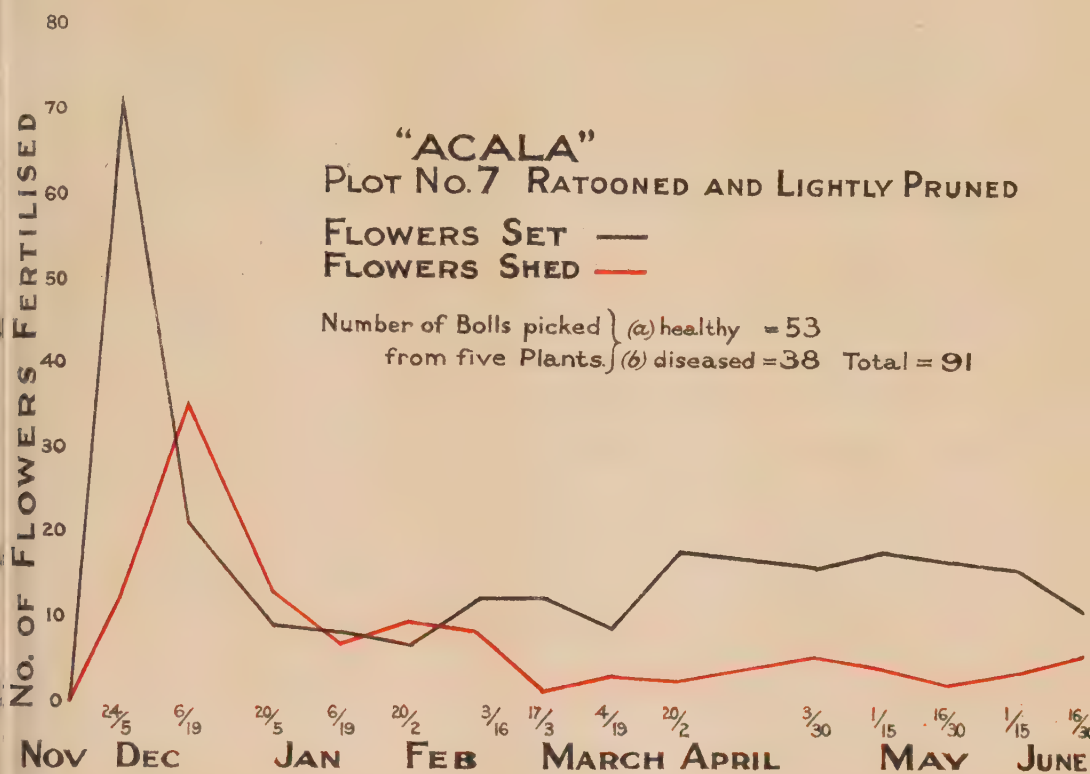 80
70
60
50
40
30
20
10
0
No. OF FLOWERS FERTILISED
"ACALA"
PLOT No. 7 RATOONED AND LIGHTLY PRUNED
FLOWERS SET
FLOWERS SHED
Number of Bolls picked } (a) healthy = 53
from five Plants. } (b) diseased = 38 Total = 91
24/5 6/19 20/5 6/19 20/2 3/16 17/3 4/19 20/2 3/30 1/15 16/30 1/15 16/30
NOV DEC JAN FEB MARCH APRIL MAY JUNE